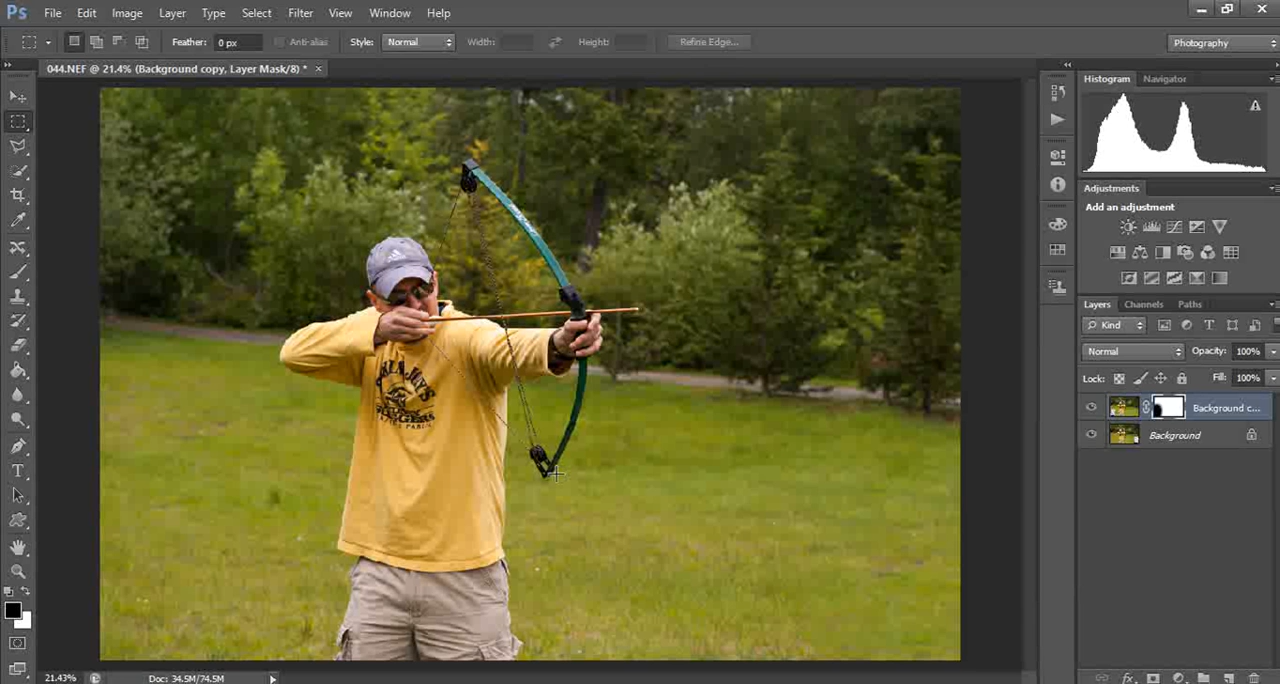 Ps File Edit Image Layer Type Select Filter View Window Help
Feather: 0 px Anti-alias Style: Normal Width: Height: Refine Edge... Photography
044.NEF @ 21.4% (Background copy, Layer Mask/8) * ×
Histogram Navigator
Adjustments
Add an adjustment
Layers Channels Paths
Kind
Normal Opacity: 100%
Lock: Fill: 100%
Background c...
Background
21.43% Doc: 34.5M/74.5M